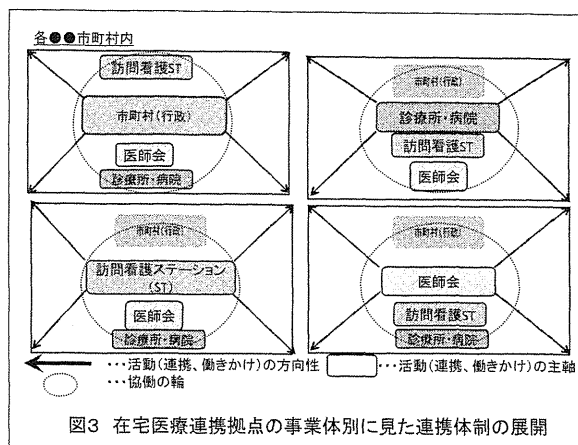 各●●市町村内
訪問看護ST
市町村(行政)
医師会
診療所・病院
市町村(行政)
診療所・病院
訪問看護ST
医師会
市町村(行政)
訪問看護ステーション
(ST)
医師会
診療所・病院
市町村(行政)
医師会
訪問看護ST
診療所・病院
…活動(連携、働きかけ)の方向性
…活動(連携、働きかけ)の主軸
…協働の輪
図3 在宅医療連携拠点の事業体別に見た連携体制の展開